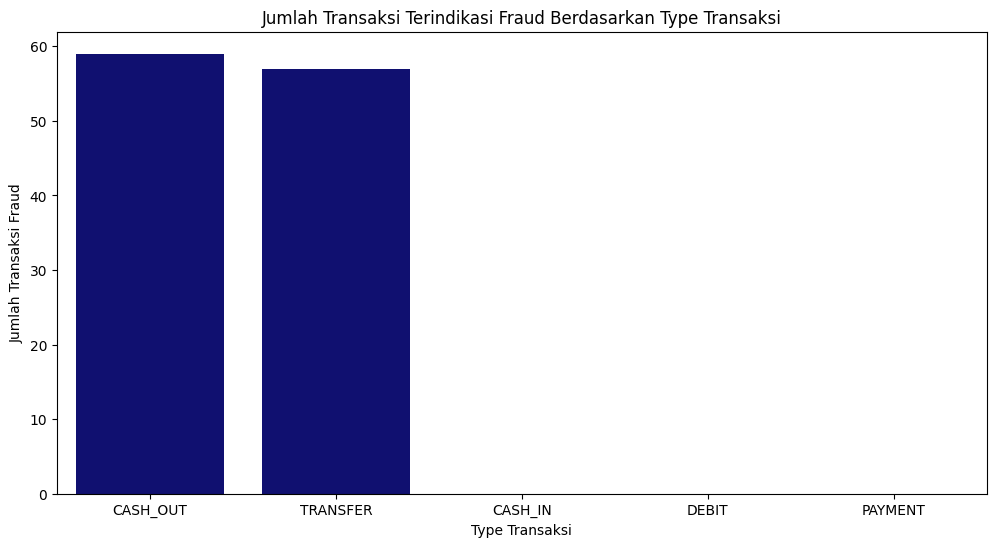 Jumlah Transaksi Terindikasi Fraud Berdasarkan Type Transaksi
Jumlah Transaksi Fraud
60
50
40
30
20
10
0
CASH_OUT TRANSFER CASH_IN DEBIT PAYMENT
Type Transaksi